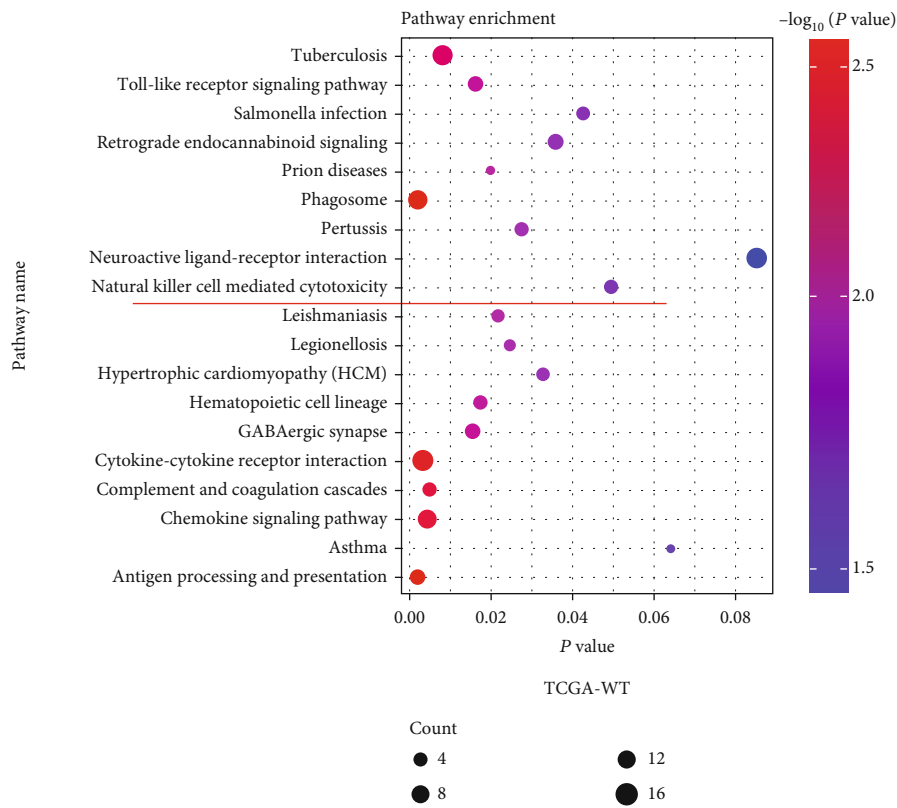 Pathway enrichment
–log10 (P value)
Tuberculosis
Toll-like receptor signaling pathway
Salmonella infection
Retrograde endocannabinoid signaling
Prion diseases
Phagosome
Pertussis
Neuroactive ligand-receptor interaction
Natural killer cell mediated cytotoxicity
Leishmaniasis
Legionellosis
Hypertrophic cardiomyopathy (HCM)
Hematopoietic cell lineage
GABAergic synapse
Cytokine-cytokine receptor interaction
Complement and coagulation cascades
Chemokine signaling pathway
Asthma
Antigen processing and presentation
Pathway name
0.00 0.02 0.04 0.06 0.08
P value
2.5
2.0
1.5
TCGA-WT
Count
4 12
8 16